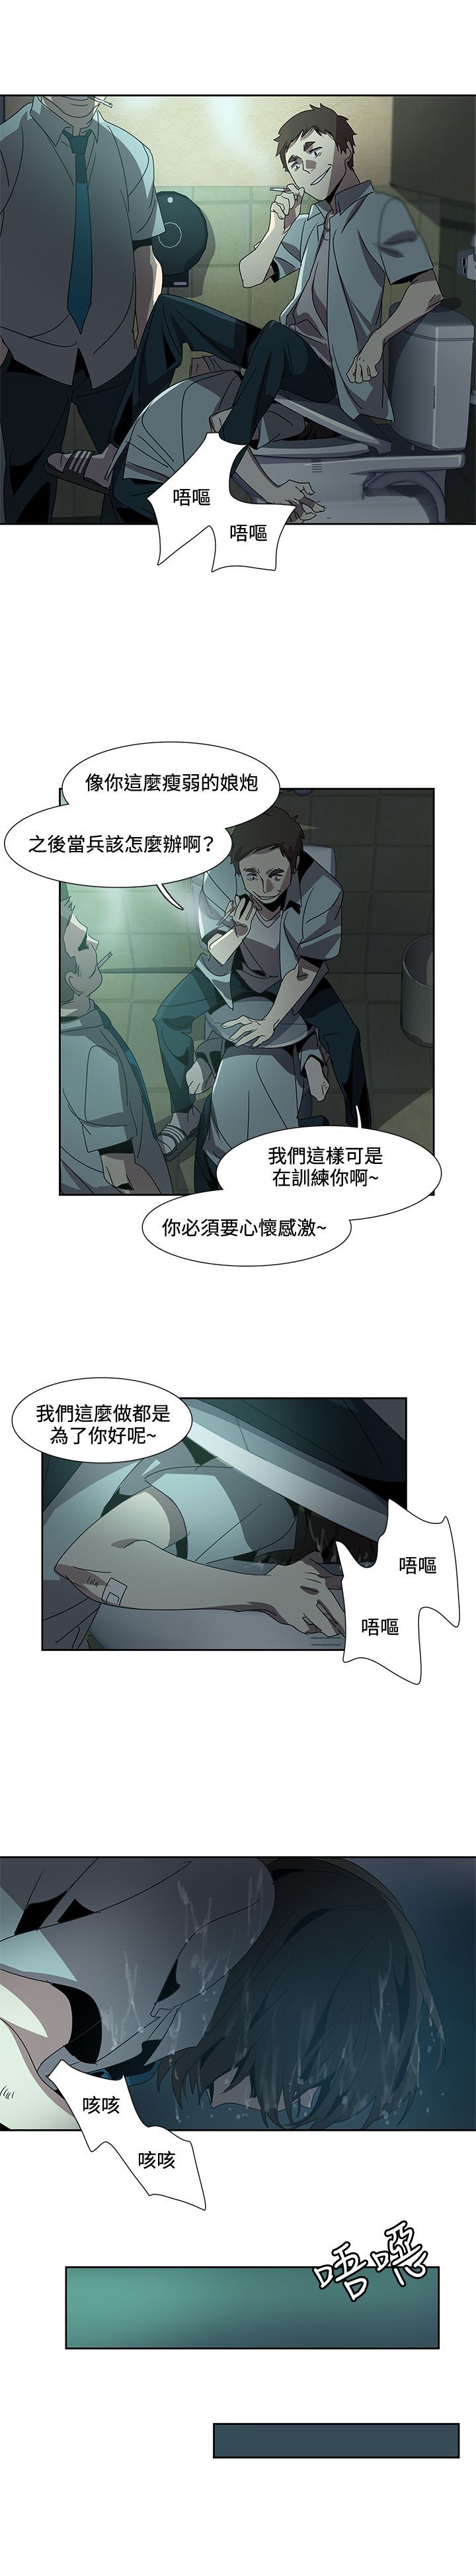 唔嘔
唔嘔
像你這麼瘦弱的娘炮
之後當兵該怎麼辦啊？
我們這樣可是
在訓練你啊~
你必須要心懷感激~
我們這麼做都是
為了你好呢~
唔嘔
唔嘔
咳咳
咳咳
唔噁